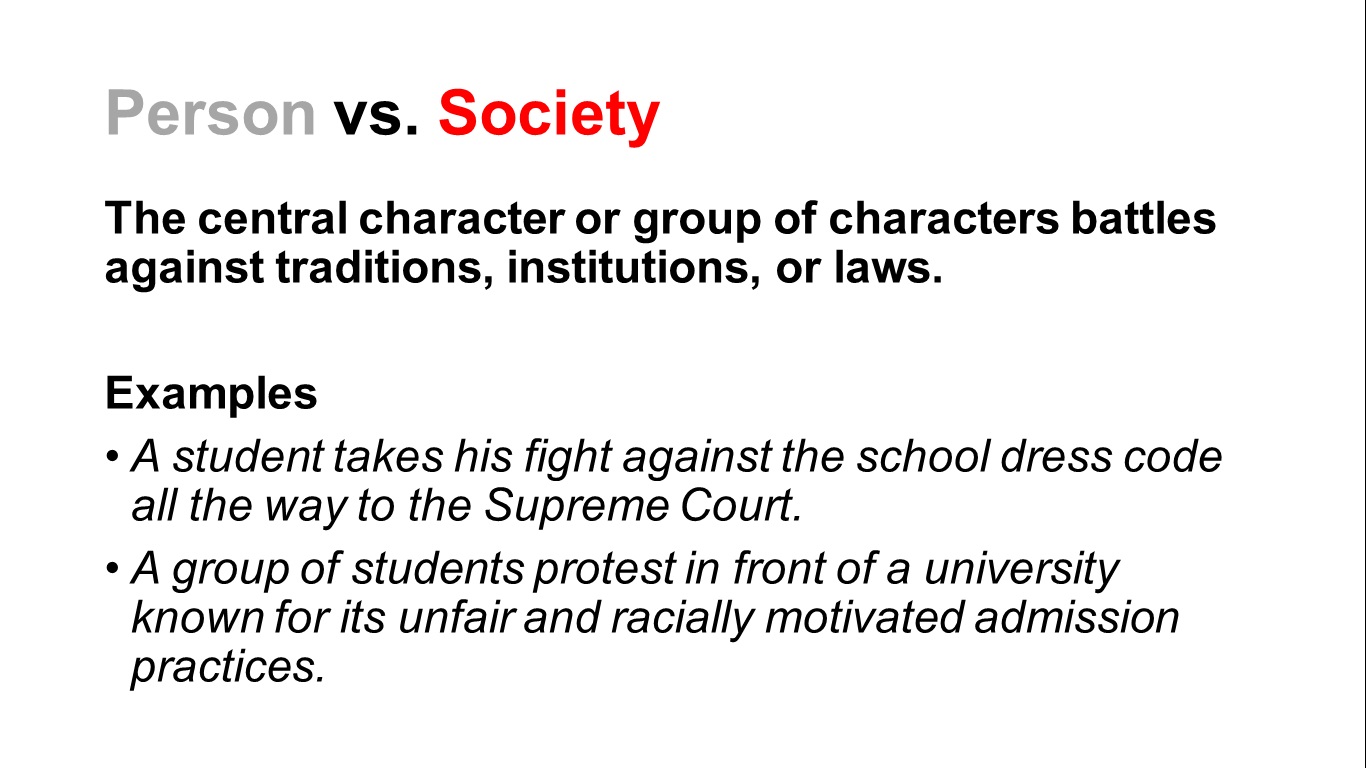 Person vs. Society
The central character or group of characters battles
against traditions, institutions, or laws.
Examples
• A student takes his fight against the school dress code
all the way to the Supreme Court.
• A group of students protest in front of a university
known for its unfair and racially motivated admission
practices.